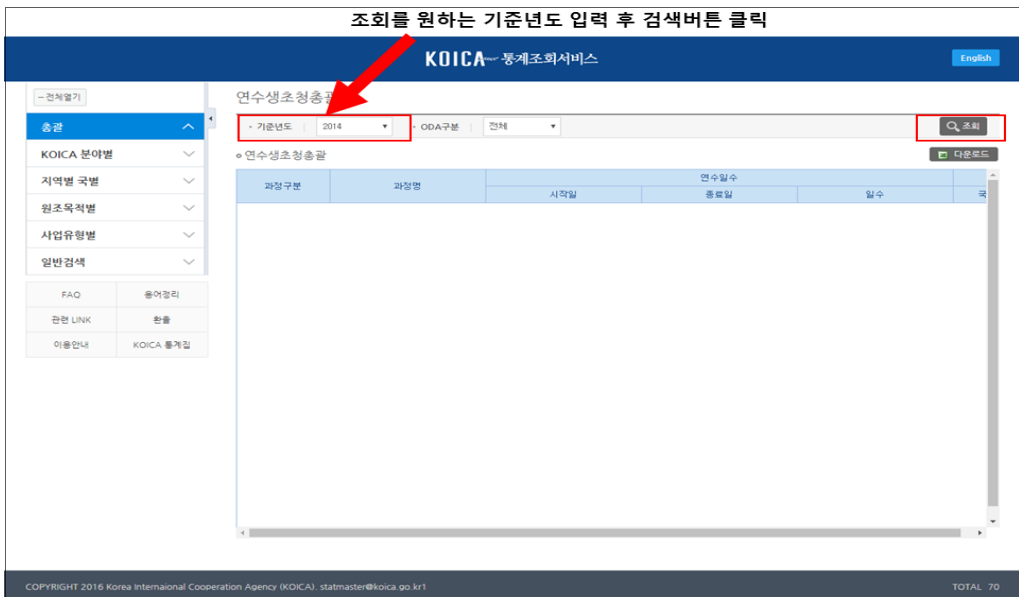 조회를 원하는 기준년도 입력 후 검색버튼 클릭
KOICA 통계조회서비스
English
전체열기
총괄
KOICA 분야별
지역별 국별
원조목적별
사업유형별
일반검색
FAQ 용어정리
관련 LINK 환율
이용안내 KOICA 통계집
연수생초청총괄
기준년도 2014 ODA구분 전체 조회
연수생초청총괄 다운로드
과정구분 과정명 연수일수
시작일 종료일 일수 국
COPYRIGHT 2016 Korea Internaional Cooperation Agency (KOICA). statmaster@koica.go.kr1 TOTAL 70